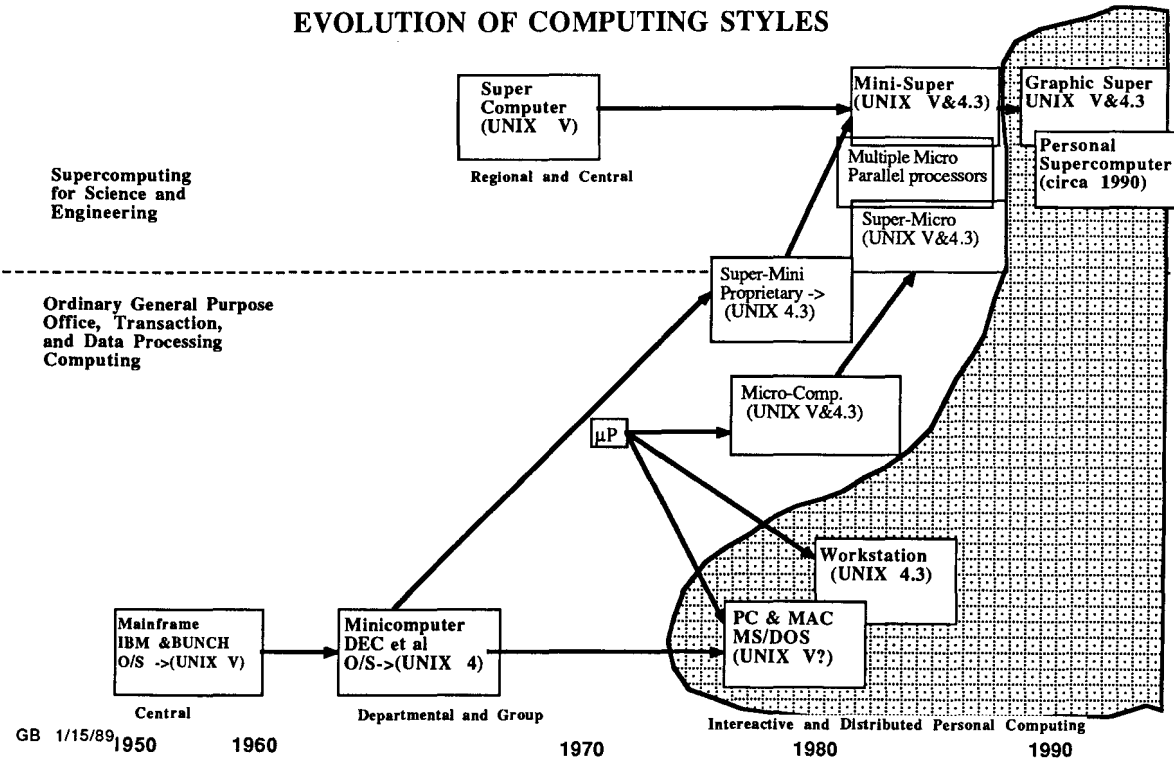 EVOLUTION OF COMPUTING STYLES
Super
Computer
(UNIX V)
Regional and Central
Mini-Super
(UNIX V&4.3)
Graphic Super
UNIX V&4.3
Multiple Micro
Parallel processors
Personal
Supercomputer
(circa 1990)
Super-Micro
(UNIX V&4.3)
Supercomputing
for Science and
Engineering
Super-Mini
Proprietary ->
(UNIX 4.3)
Ordinary General Purpose
Office, Transaction,
and Data Processing
Computing
Micro-Comp.
(UNIX V&4.3)
µP
Workstation
(UNIX 4.3)
Mainframe
IBM &BUNCH
O/S ->(UNIX V)
Central
Minicomputer
DEC et al
O/S->(UNIX 4)
Departmental and Group
PC & MAC
MS/DOS
(UNIX V?)
Intereactive and Distributed Personal Computing
GB 1/15/89
1950 1960 1970 1980 1990